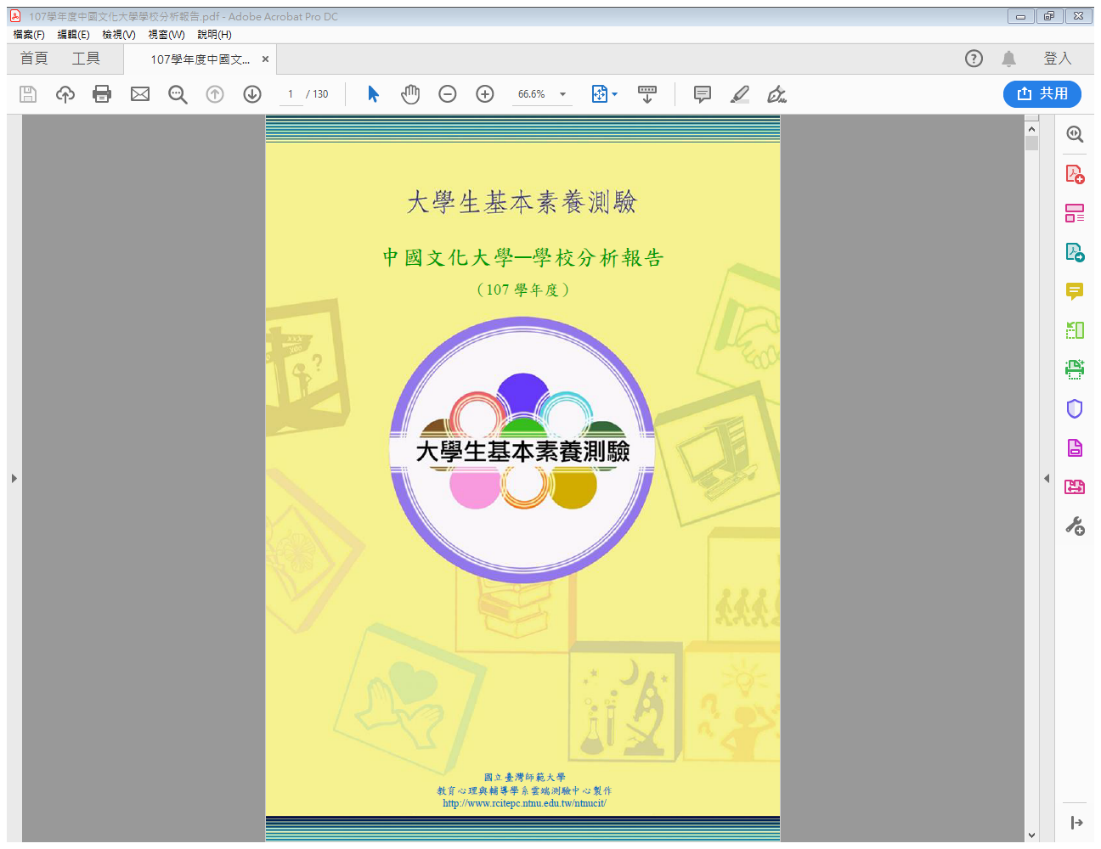 107學年度中國文化大學學校分析報告.pdf - Adobe Acrobat Pro DC
檔案(F) 編輯(E) 檢視(V) 視窗(W) 說明(H)
首頁 工具 107學年度中國文... × 登入
1 / 130 66.6% 共用
大學生基本素養測驗
中國文化大學─學校分析報告
（107 學年度）
大學生基本素養測驗
國立臺灣師範大學
教育心理與輔導學系雲端測驗中心製作
http://www.rcitepc.ntnu.edu.tw/ntnucit/